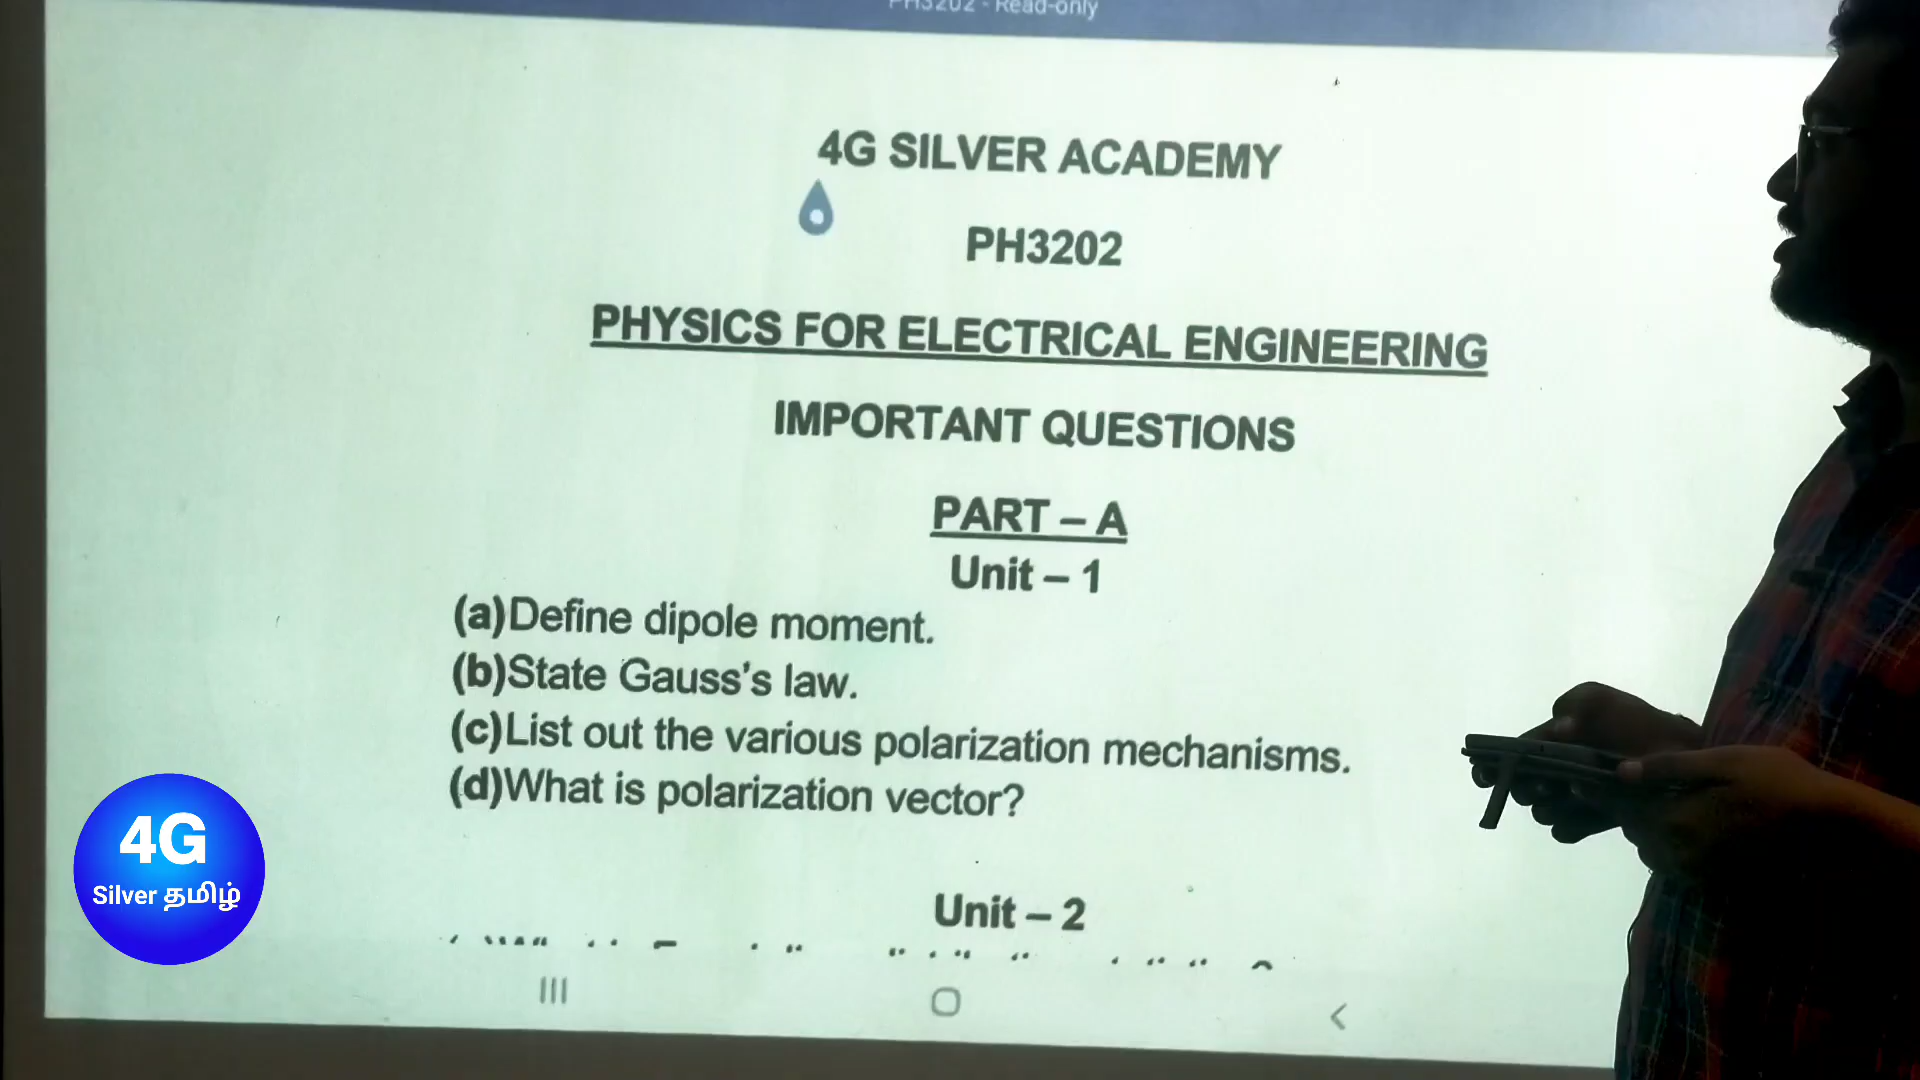 PH3202 - Read-only
4G SILVER ACADEMY
PH3202
PHYSICS FOR ELECTRICAL ENGINEERING
IMPORTANT QUESTIONS
PART – A
Unit – 1
(a)Define dipole moment.
(b)State Gauss's law.
(c)List out the various polarization mechanisms.
(d)What is polarization vector?
Unit – 2
4G
Silver தமிழ்